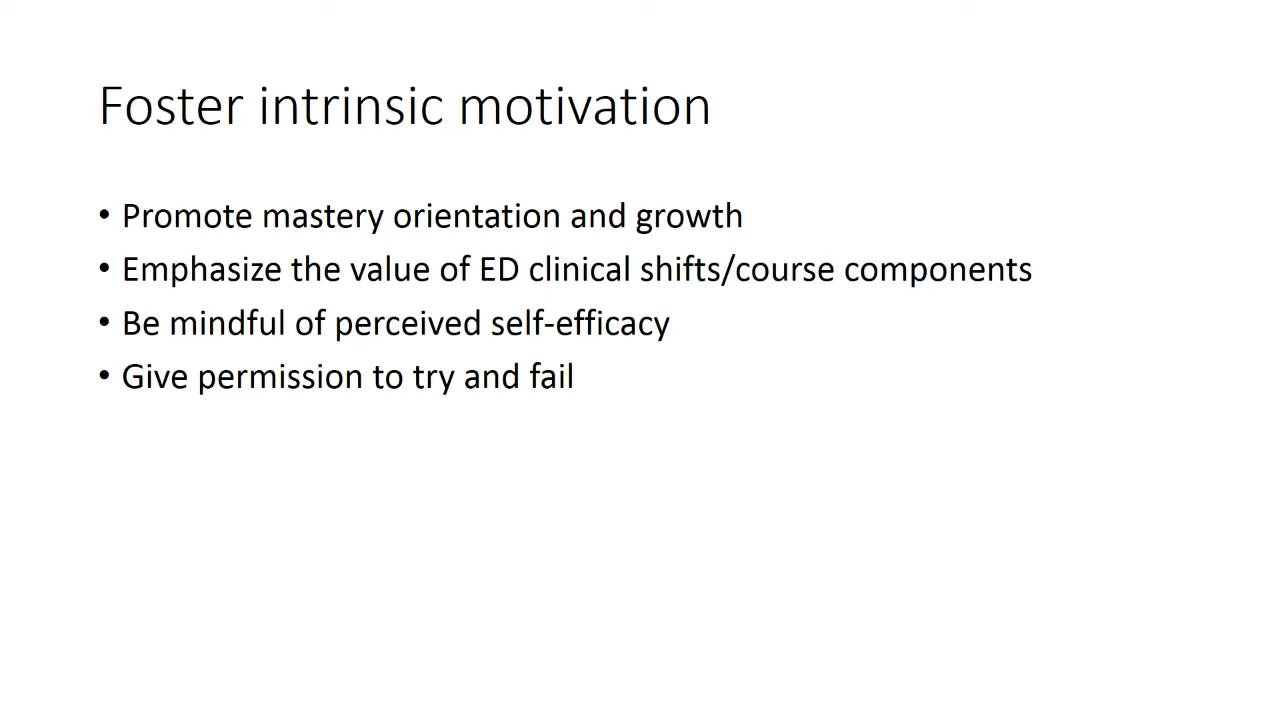 Foster intrinsic motivation
• Promote mastery orientation and growth
• Emphasize the value of ED clinical shifts/course components
• Be mindful of perceived self-efficacy
• Give permission to try and fail